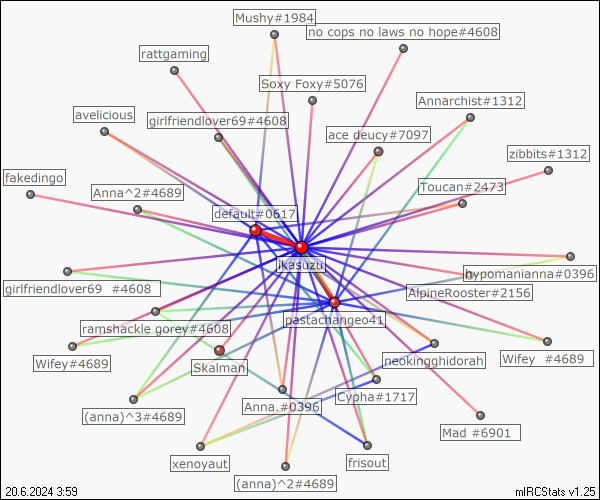 Mushy#1984
no cops no laws no hope#4608
rattgaming
Soxy Foxy#5076
Annarchist#1312
avelicious
girlfriendlover69#4608
ace deucy#7097
zibbits#1312
fakedingo
Anna^2#4689
Toucan#2473
default#0617
ikasuzu
hypomanianna#0396
girlfriendlover69  #4608
AlpineRooster#2156
pastachangeo41
ramshackle gorey#4608
Wifey#4689
Skalman
neokingghidorah
Wifey  #4689
Cypha#1717
Anna.#0396
(anna)^3#4689
Mad #6901
xenoyaut
frisout
(anna)^2#4689
20.6.2024 3:59
mIRCStats v1.25